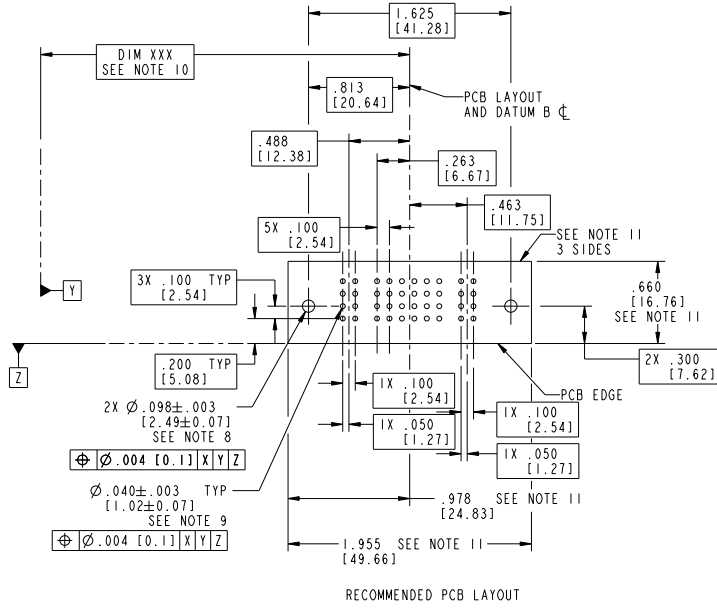 1.625
[41.28]
DIM XXX
SEE NOTE 10
.813
[20.64]
PCB LAYOUT
AND DATUM B ℄
.488
[12.38]
.263
[6.67]
.463
[11.75]
5X .100
[2.54]
SEE NOTE 11
3 SIDES
3X .100 TYP
[2.54]
Y
.660
[16.76]
SEE NOTE 11
Z
.200 TYP
[5.08]
2X .300
[7.62]
PCB EDGE
2X Ø.098±.003
[2.49±0.07]
SEE NOTE 8
⌖ Ø.004 [0.1] X Y Z
1X .100
[2.54]
1X .100
[2.54]
1X .050
[1.27]
1X .050
[1.27]
Ø.040±.003 TYP
[1.02±0.07]
SEE NOTE 9
⌖ Ø.004 [0.1] X Y Z
.978 SEE NOTE 11
[24.83]
1.955 SEE NOTE 11
[49.66]
RECOMMENDED PCB LAYOUT